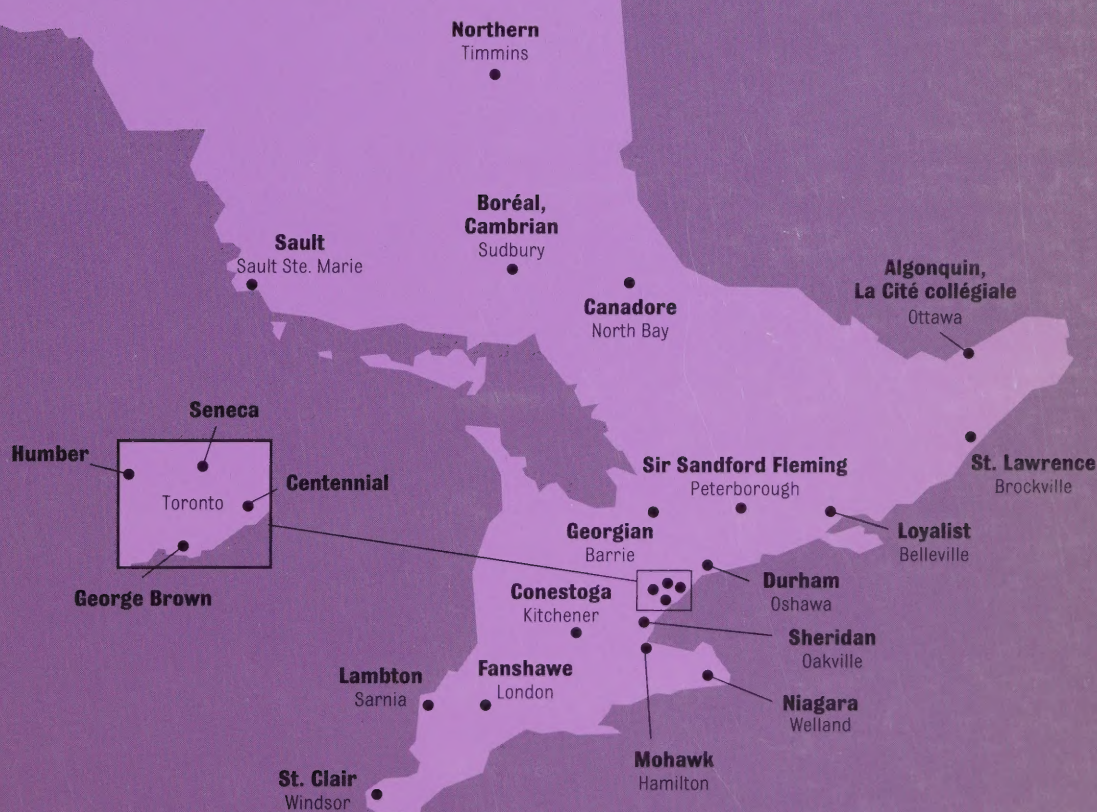 Northern
Timmins
Boréal,
Cambrian
Sudbury
Sault
Sault Ste. Marie
Canadore
North Bay
Algonquin,
La Cité collégiale
Ottawa
Seneca
Humber
Toronto
Centennial
George Brown
Sir Sandford Fleming
Peterborough
St. Lawrence
Brockville
Georgian
Barrie
Loyalist
Belleville
Conestoga
Kitchener
Durham
Oshawa
Sheridan
Oakville
Lambton
Sarnia
Fanshawe
London
Niagara
Welland
Mohawk
Hamilton
St. Clair
Windsor